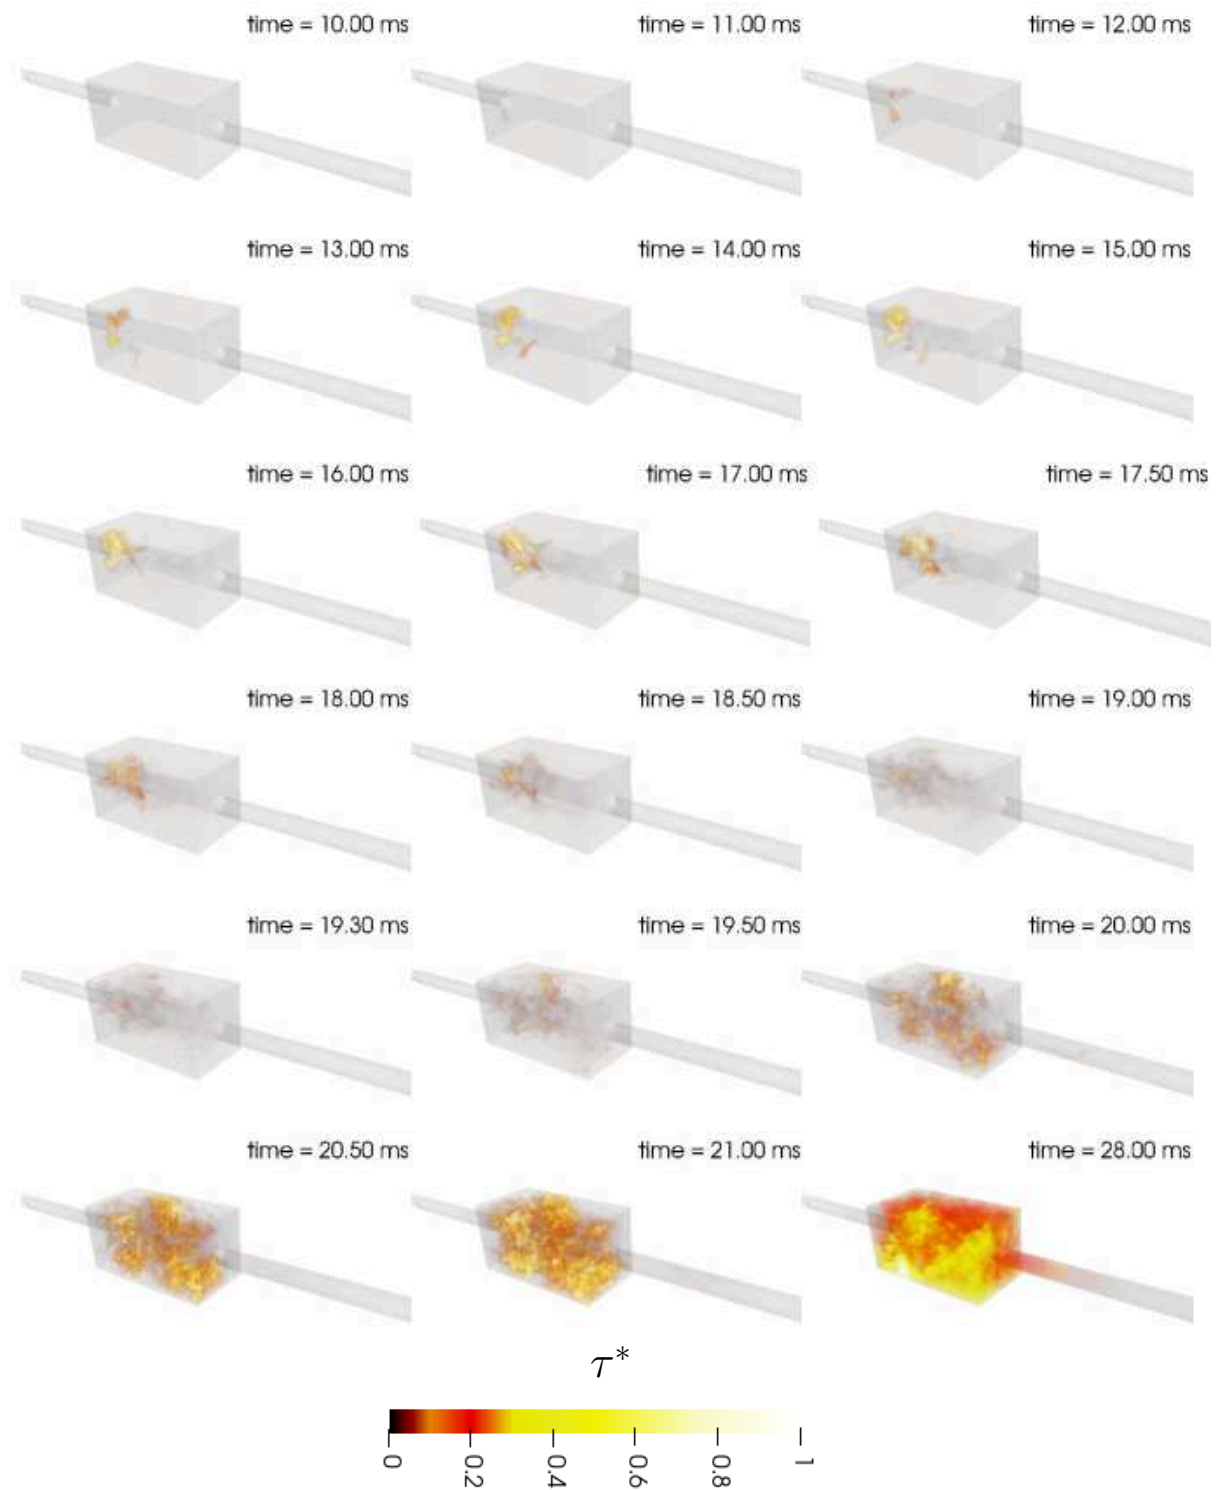 time = 10.00 ms
time = 11.00 ms
time = 12.00 ms
time = 13.00 ms
time = 14.00 ms
time = 15.00 ms
time = 16.00 ms
time = 17.00 ms
time = 17.50 ms
time = 18.00 ms
time = 18.50 ms
time = 19.00 ms
time = 19.30 ms
time = 19.50 ms
time = 20.00 ms
time = 20.50 ms
time = 21.00 ms
time = 28.00 ms
τ*
0 0.2 0.4 0.6 0.8 1